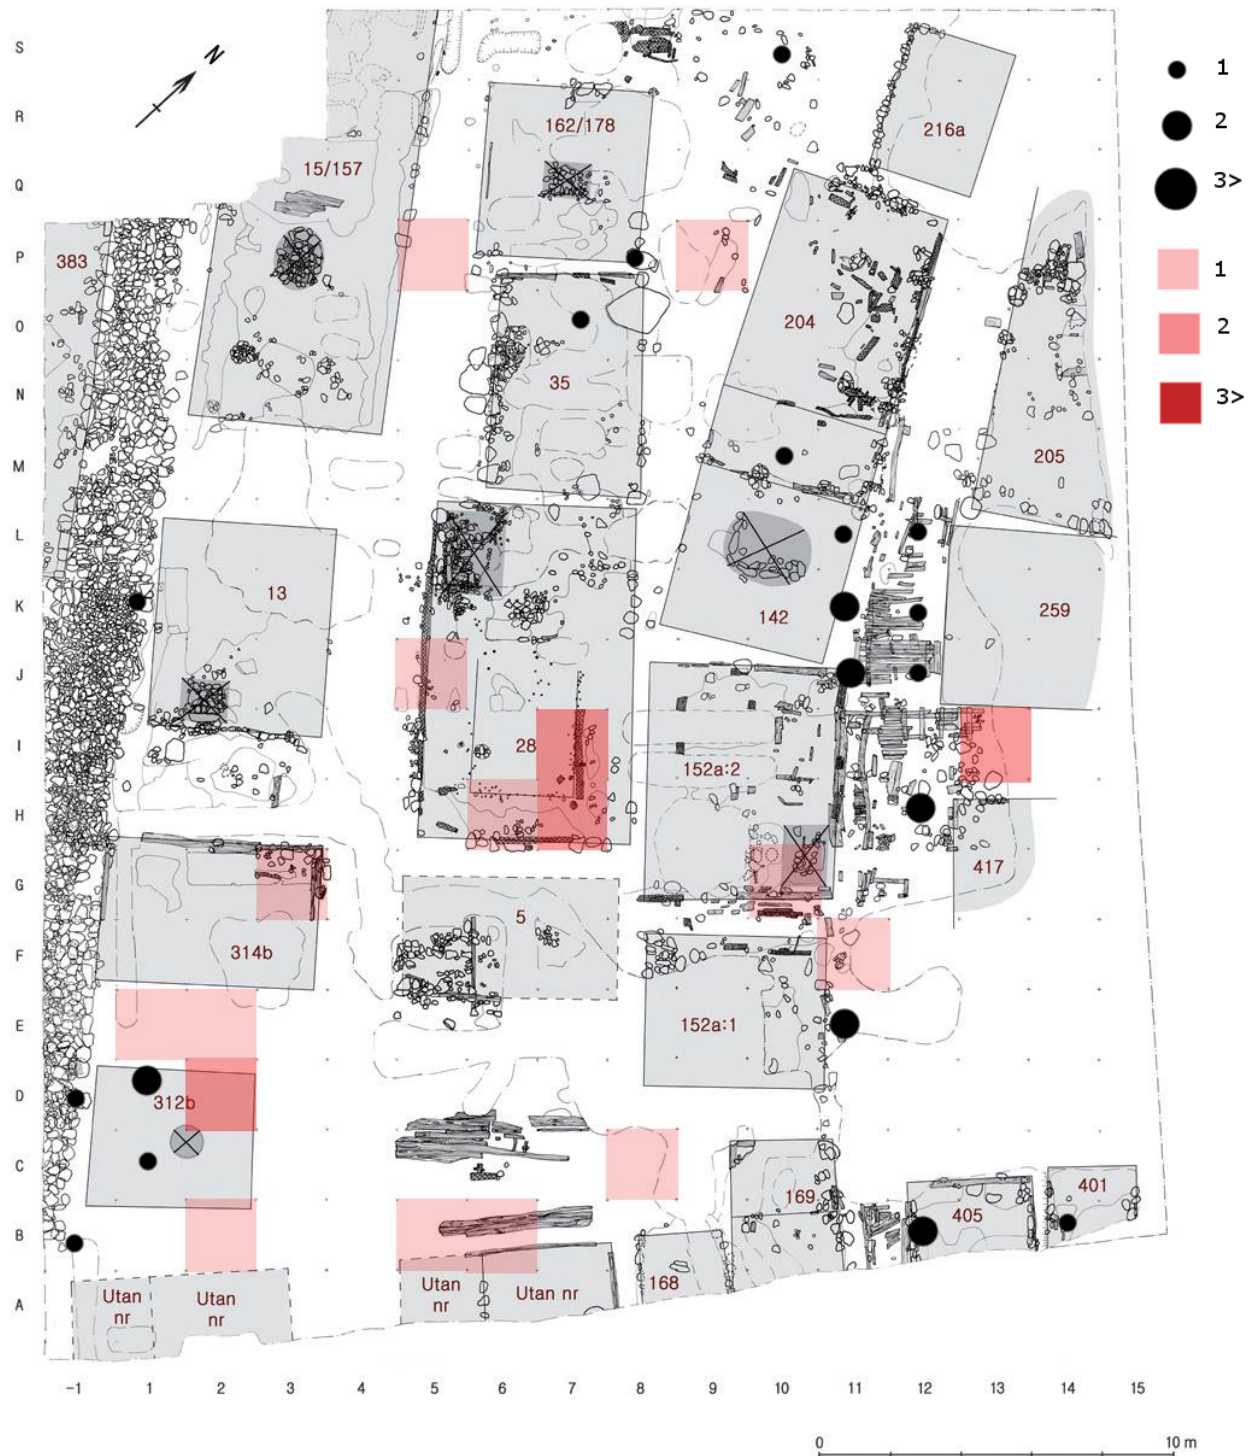 N
S
R
Q
P
O
N
M
L
K
J
I
H
G
F
E
D
C
B
A
1
2
3>
1
2
3>
162/178
216a
15/157
383
204
35
205
13
142
259
28
152a:2
417
5
314b
152a:1
312b
169
401
405
168
Utan
nr
Utan
nr
Utan
nr
Utan nr
-1 1 2 3 4 5 6 7 8 9 10 11 12 13 14 15
0 10 m